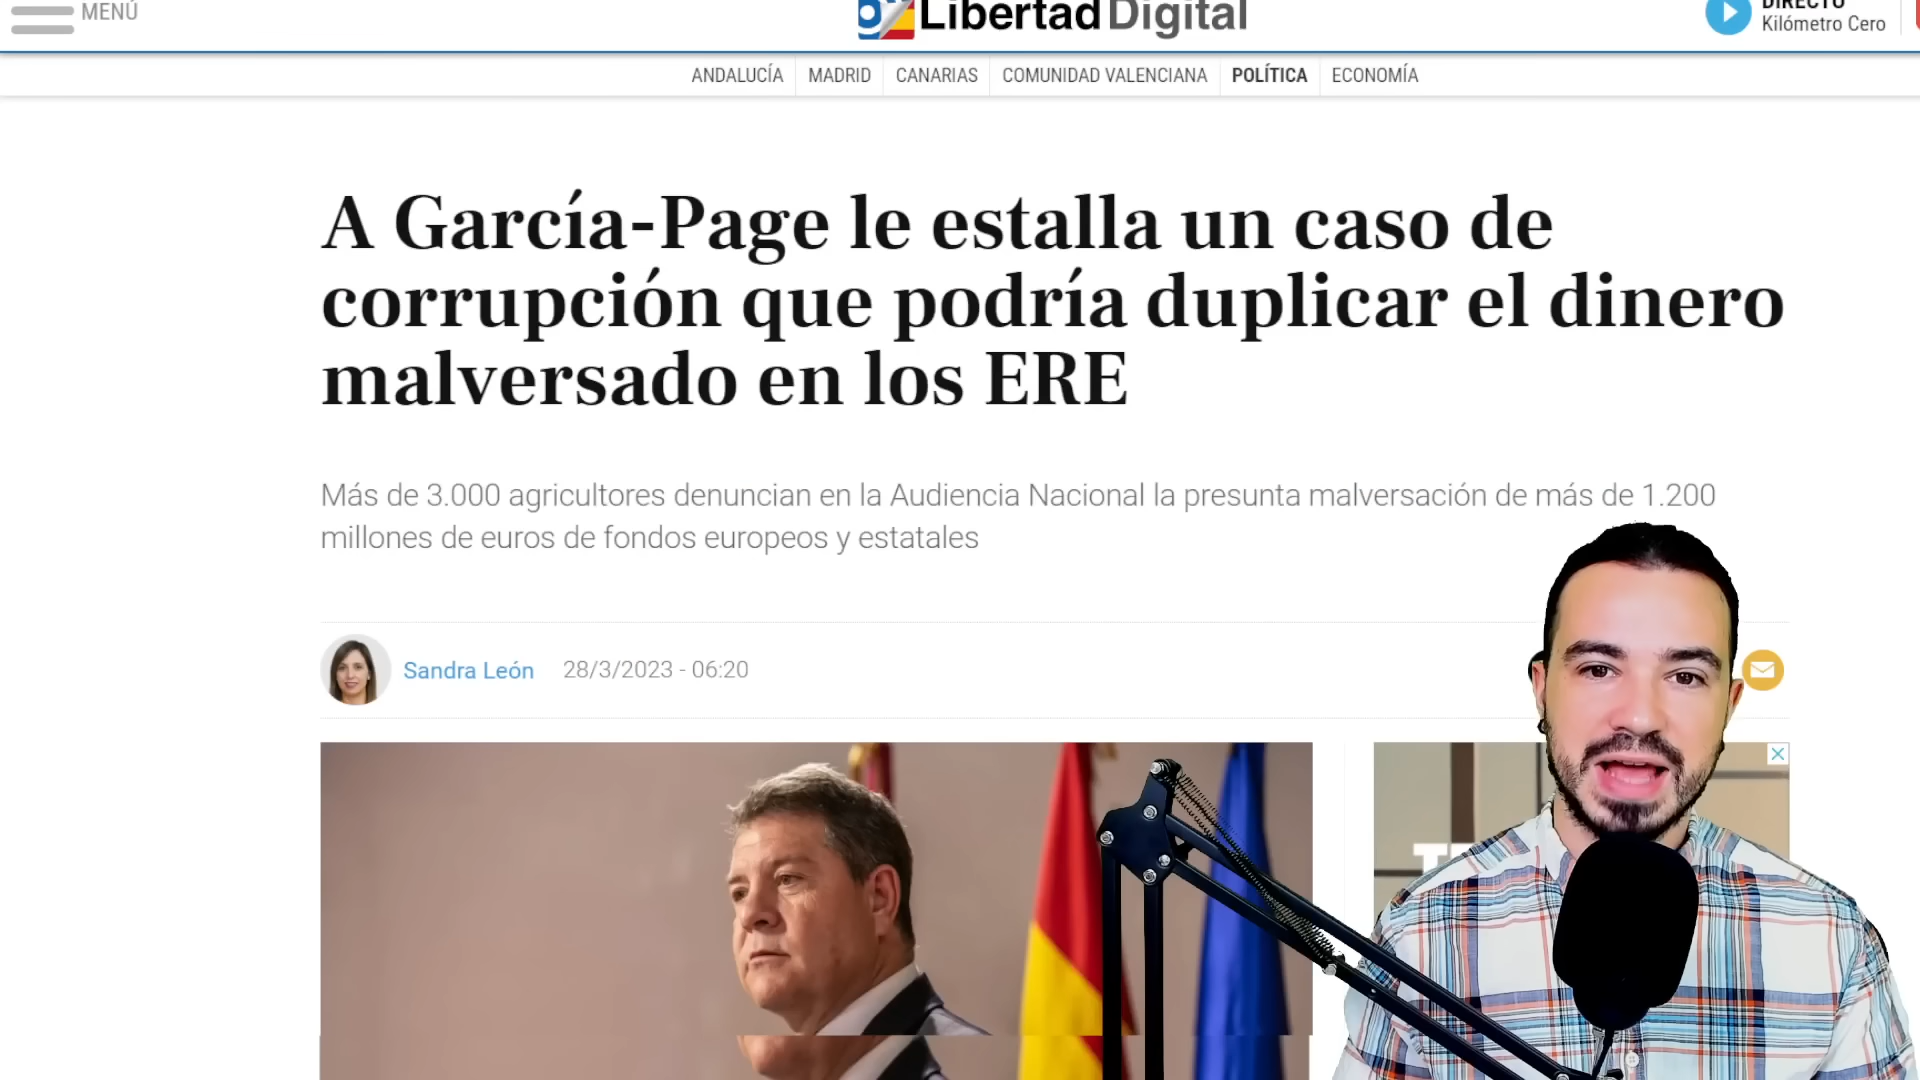 MENÚ
Libertad Digital
DIRECTO
Kilómetro Cero
ANDALUCÍA
MADRID
CANARIAS
COMUNIDAD VALENCIANA
POLÍTICA
ECONOMÍA
A García-Page le estalla un caso de
corrupción que podría duplicar el dinero
malversado en los ERE
Más de 3.000 agricultores denuncian en la Audiencia Nacional la presunta malversación de más de 1.200
millones de euros de fondos europeos y estatales
Sandra León
28/3/2023 - 06:20